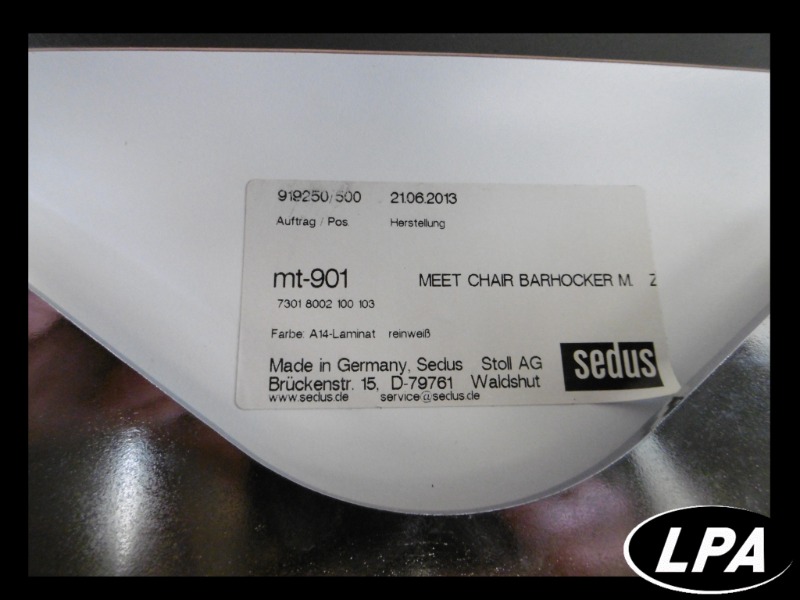 919250/500 21.06.2013
Auftrag / Pos. Herstellung
mt-901 MEET CHAIR BARHOCKER M. Z
7301 8002 100 103
Farbe: A14-Laminat reinweiß
Made in Germany, Sedus Stoll AG
Brückenstr. 15, D-79761 Waldshut
www.sedus.de service@sedus.de
sedus
LPA